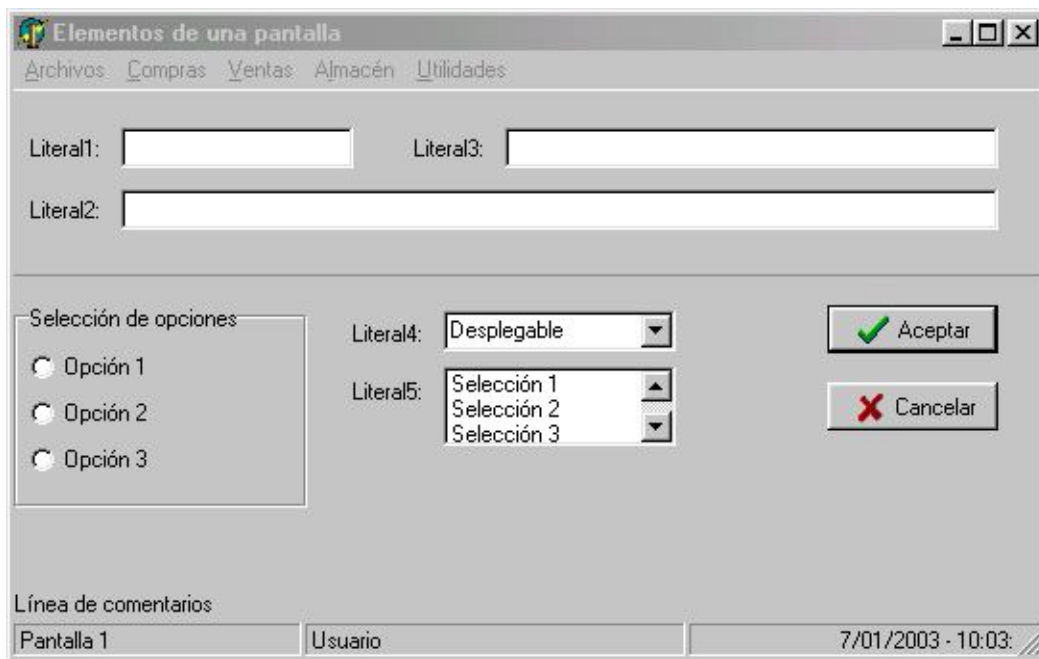 Elementos de una pantalla
Archivos Compras Ventas Almacén Utilidades
Literal1: Literal3:
Literal2:
Selección de opciones
Opción 1
Opción 2
Opción 3
Literal4: Desplegable
Literal5: Selección 1
Selección 2
Selección 3
Aceptar
Cancelar
Línea de comentarios
Pantalla 1 Usuario 7/01/2003 - 10:03: